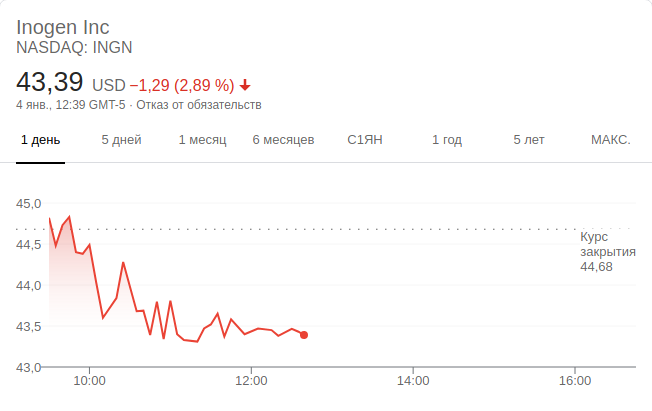 Inogen Inc
NASDAQ: INGN
43,39 USD −1,29 (2,89 %)
4 янв., 12:39 GMT-5 · Отказ от обязательств
1 день 5 дней 1 месяц 6 месяцев С1ЯН 1 год 5 лет МАКС.
45,0
Курс
закрытия
44,68
44,5
44,0
43,5
43,0
10:00 12:00 14:00 16:00